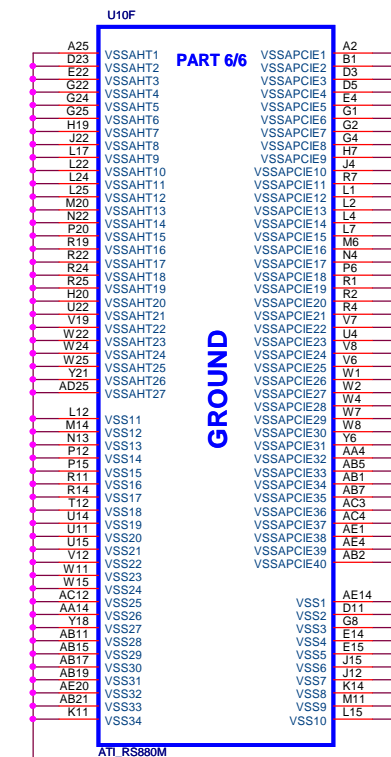 U10F
PART 6/6
GROUND
A25 VSSAHT1
D23 VSSAHT2
E22 VSSAHT3
G22 VSSAHT4
G24 VSSAHT5
G25 VSSAHT6
H19 VSSAHT7
J22 VSSAHT8
L17 VSSAHT9
L22 VSSAHT10
L24 VSSAHT11
L25 VSSAHT12
M20 VSSAHT13
N22 VSSAHT14
P20 VSSAHT15
R19 VSSAHT16
R22 VSSAHT17
R24 VSSAHT18
R25 VSSAHT19
H20 VSSAHT20
U22 VSSAHT21
V19 VSSAHT22
W22 VSSAHT23
W24 VSSAHT24
W25 VSSAHT25
Y21 VSSAHT26
AD25 VSSAHT27
L12 VSS11
M14 VSS12
N13 VSS13
P12 VSS14
P15 VSS15
R11 VSS16
R14 VSS17
T12 VSS18
U14 VSS19
U11 VSS20
U15 VSS21
V12 VSS22
W11 VSS23
W15 VSS24
AC12 VSS25
AA14 VSS26
Y18 VSS27
AB11 VSS28
AB15 VSS29
AB17 VSS30
AB19 VSS31
AE20 VSS32
AB21 VSS33
K11 VSS34
VSSAPCIE1 A2
VSSAPCIE2 B1
VSSAPCIE3 D3
VSSAPCIE4 D5
VSSAPCIE5 E4
VSSAPCIE6 G1
VSSAPCIE7 G2
VSSAPCIE8 G4
VSSAPCIE9 H7
VSSAPCIE10 J4
VSSAPCIE11 R7
VSSAPCIE12 L1
VSSAPCIE13 L2
VSSAPCIE14 L4
VSSAPCIE15 L7
VSSAPCIE16 M6
VSSAPCIE17 N4
VSSAPCIE18 P6
VSSAPCIE19 R1
VSSAPCIE20 R2
VSSAPCIE21 R4
VSSAPCIE22 V7
VSSAPCIE23 U4
VSSAPCIE24 V8
VSSAPCIE25 V6
VSSAPCIE26 W1
VSSAPCIE27 W2
VSSAPCIE28 W4
VSSAPCIE29 W7
VSSAPCIE30 W8
VSSAPCIE31 Y6
VSSAPCIE32 AA4
VSSAPCIE33 AB5
VSSAPCIE34 AB1
VSSAPCIE35 AB7
VSSAPCIE36 AC3
VSSAPCIE37 AC4
VSSAPCIE38 AE1
VSSAPCIE39 AE4
VSSAPCIE40 AB2
VSS1 AE14
VSS2 D11
VSS3 G8
VSS4 E14
VSS5 E15
VSS6 J15
VSS7 J12
VSS8 K14
VSS9 M11
VSS10 L15
ATI_RS880M